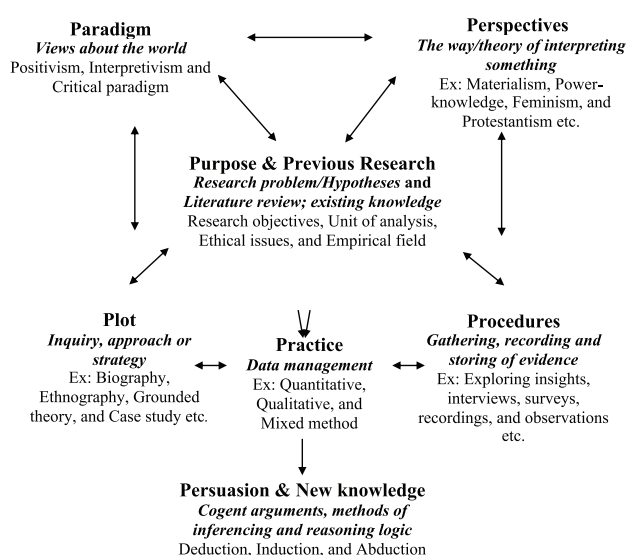 Paradigm
Views about the world
Positivism, Interpretivism and
Critical paradigm
Perspectives
The way/theory of interpreting
something
Ex: Materialism, Power-
knowledge, Feminism, and
Protestantism etc.
Purpose & Previous Research
Research problem/Hypotheses and
Literature review; existing knowledge
Research objectives, Unit of analysis,
Ethical issues, and Empirical field
Plot
Inquiry, approach or
strategy
Ex: Biography,
Ethnography, Grounded
theory, and Case study etc.
Practice
Data management
Ex: Quantitative,
Qualitative, and
Mixed method
Procedures
Gathering, recording and
storing of evidence
Ex: Exploring insights,
interviews, surveys,
recordings, and observations
etc.
Persuasion & New knowledge
Cogent arguments, methods of
inferencing and reasoning logic
Deduction, Induction, and Abduction